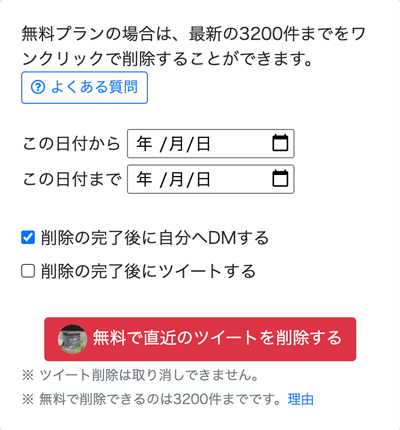 無料プランの場合は、最新の3200件までをワ
ンクリックで削除することができます。
よくある質問
この日付から 年 /月/日
この日付まで 年 /月/日
削除の完了後に自分へDMする
削除の完了後にツイートする
無料で直近のツイートを削除する
※ ツイート削除は取り消しできません。
※ 無料で削除できるのは3200件までです。理由